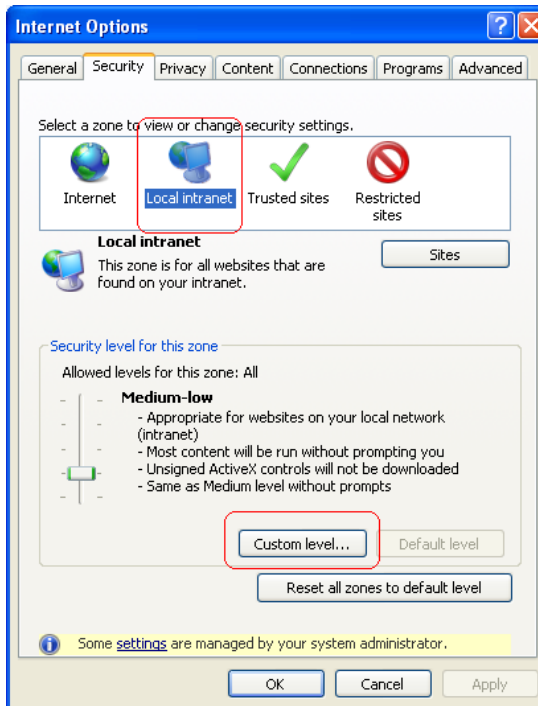 Internet Options
General Security Privacy Content Connections Programs Advanced
Select a zone to view or change security settings.
Internet Local intranet Trusted sites Restricted
sites
Local intranet
Sites
This zone is for all websites that are
found on your intranet.
Security level for this zone
Allowed levels for this zone: All
Medium-low
- Appropriate for websites on your local network
(intranet)
- Most content will be run without prompting you
- Unsigned ActiveX controls will not be downloaded
- Same as Medium level without prompts
Custom level... Default level
Reset all zones to default level
Some settings are managed by your system administrator.
OK Cancel Apply